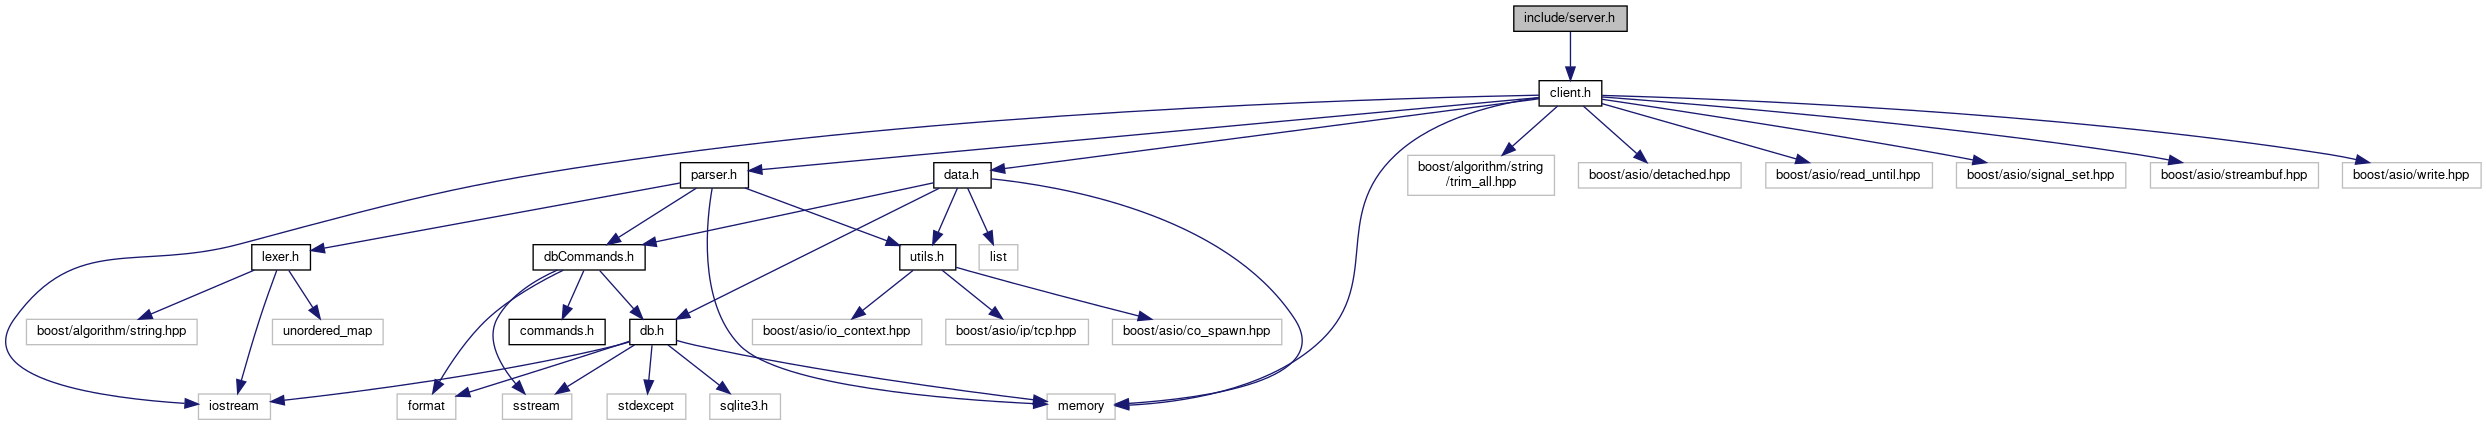 include/server.h
client.h
parser.h
data.h
boost/algorithm/string
/trim_all.hpp
boost/asio/detached.hpp
boost/asio/read_until.hpp
boost/asio/signal_set.hpp
boost/asio/streambuf.hpp
boost/asio/write.hpp
lexer.h
dbCommands.h
utils.h
list
boost/algorithm/string.hpp
unordered_map
commands.h
db.h
boost/asio/io_context.hpp
boost/asio/ip/tcp.hpp
boost/asio/co_spawn.hpp
iostream
format
sstream
stdexcept
sqlite3.h
memory